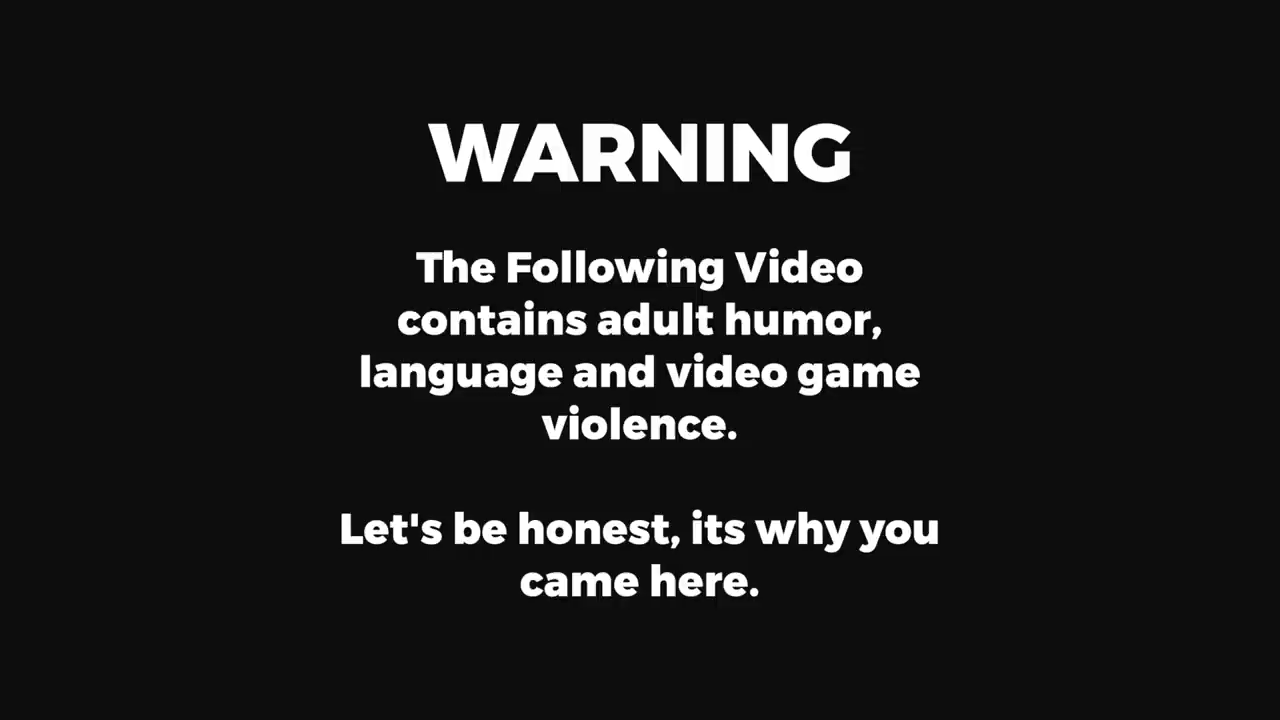 WARNING
The Following Video
contains adult humor,
language and video game
violence.
Let's be honest, its why you
came here.